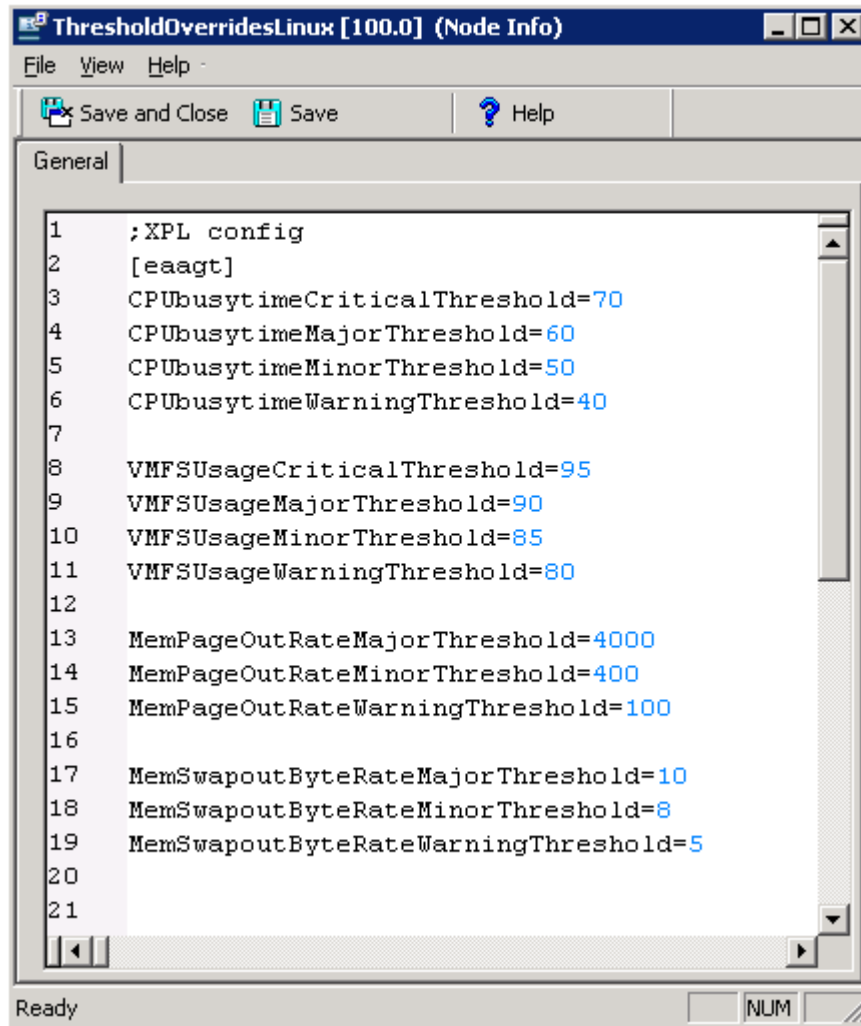 ThresholdOverridesLinux [100.0] (Node Info)
File View Help
Save and Close Save Help
General
1 ;XPL config
2 [eaagt]
3 CPUbusytimeCriticalThreshold=70
4 CPUbusytimeMajorThreshold=60
5 CPUbusytimeMinorThreshold=50
6 CPUbusytimeWarningThreshold=40
7
8 VMFSUsageCriticalThreshold=95
9 VMFSUsageMajorThreshold=90
10 VMFSUsageMinorThreshold=85
11 VMFSUsageWarningThreshold=80
12
13 MemPageOutRateMajorThreshold=4000
14 MemPageOutRateMinorThreshold=400
15 MemPageOutRateWarningThreshold=100
16
17 MemSwapoutByteRateMajorThreshold=10
18 MemSwapoutByteRateMinorThreshold=8
19 MemSwapoutByteRateWarningThreshold=5
20
21
Ready NUM